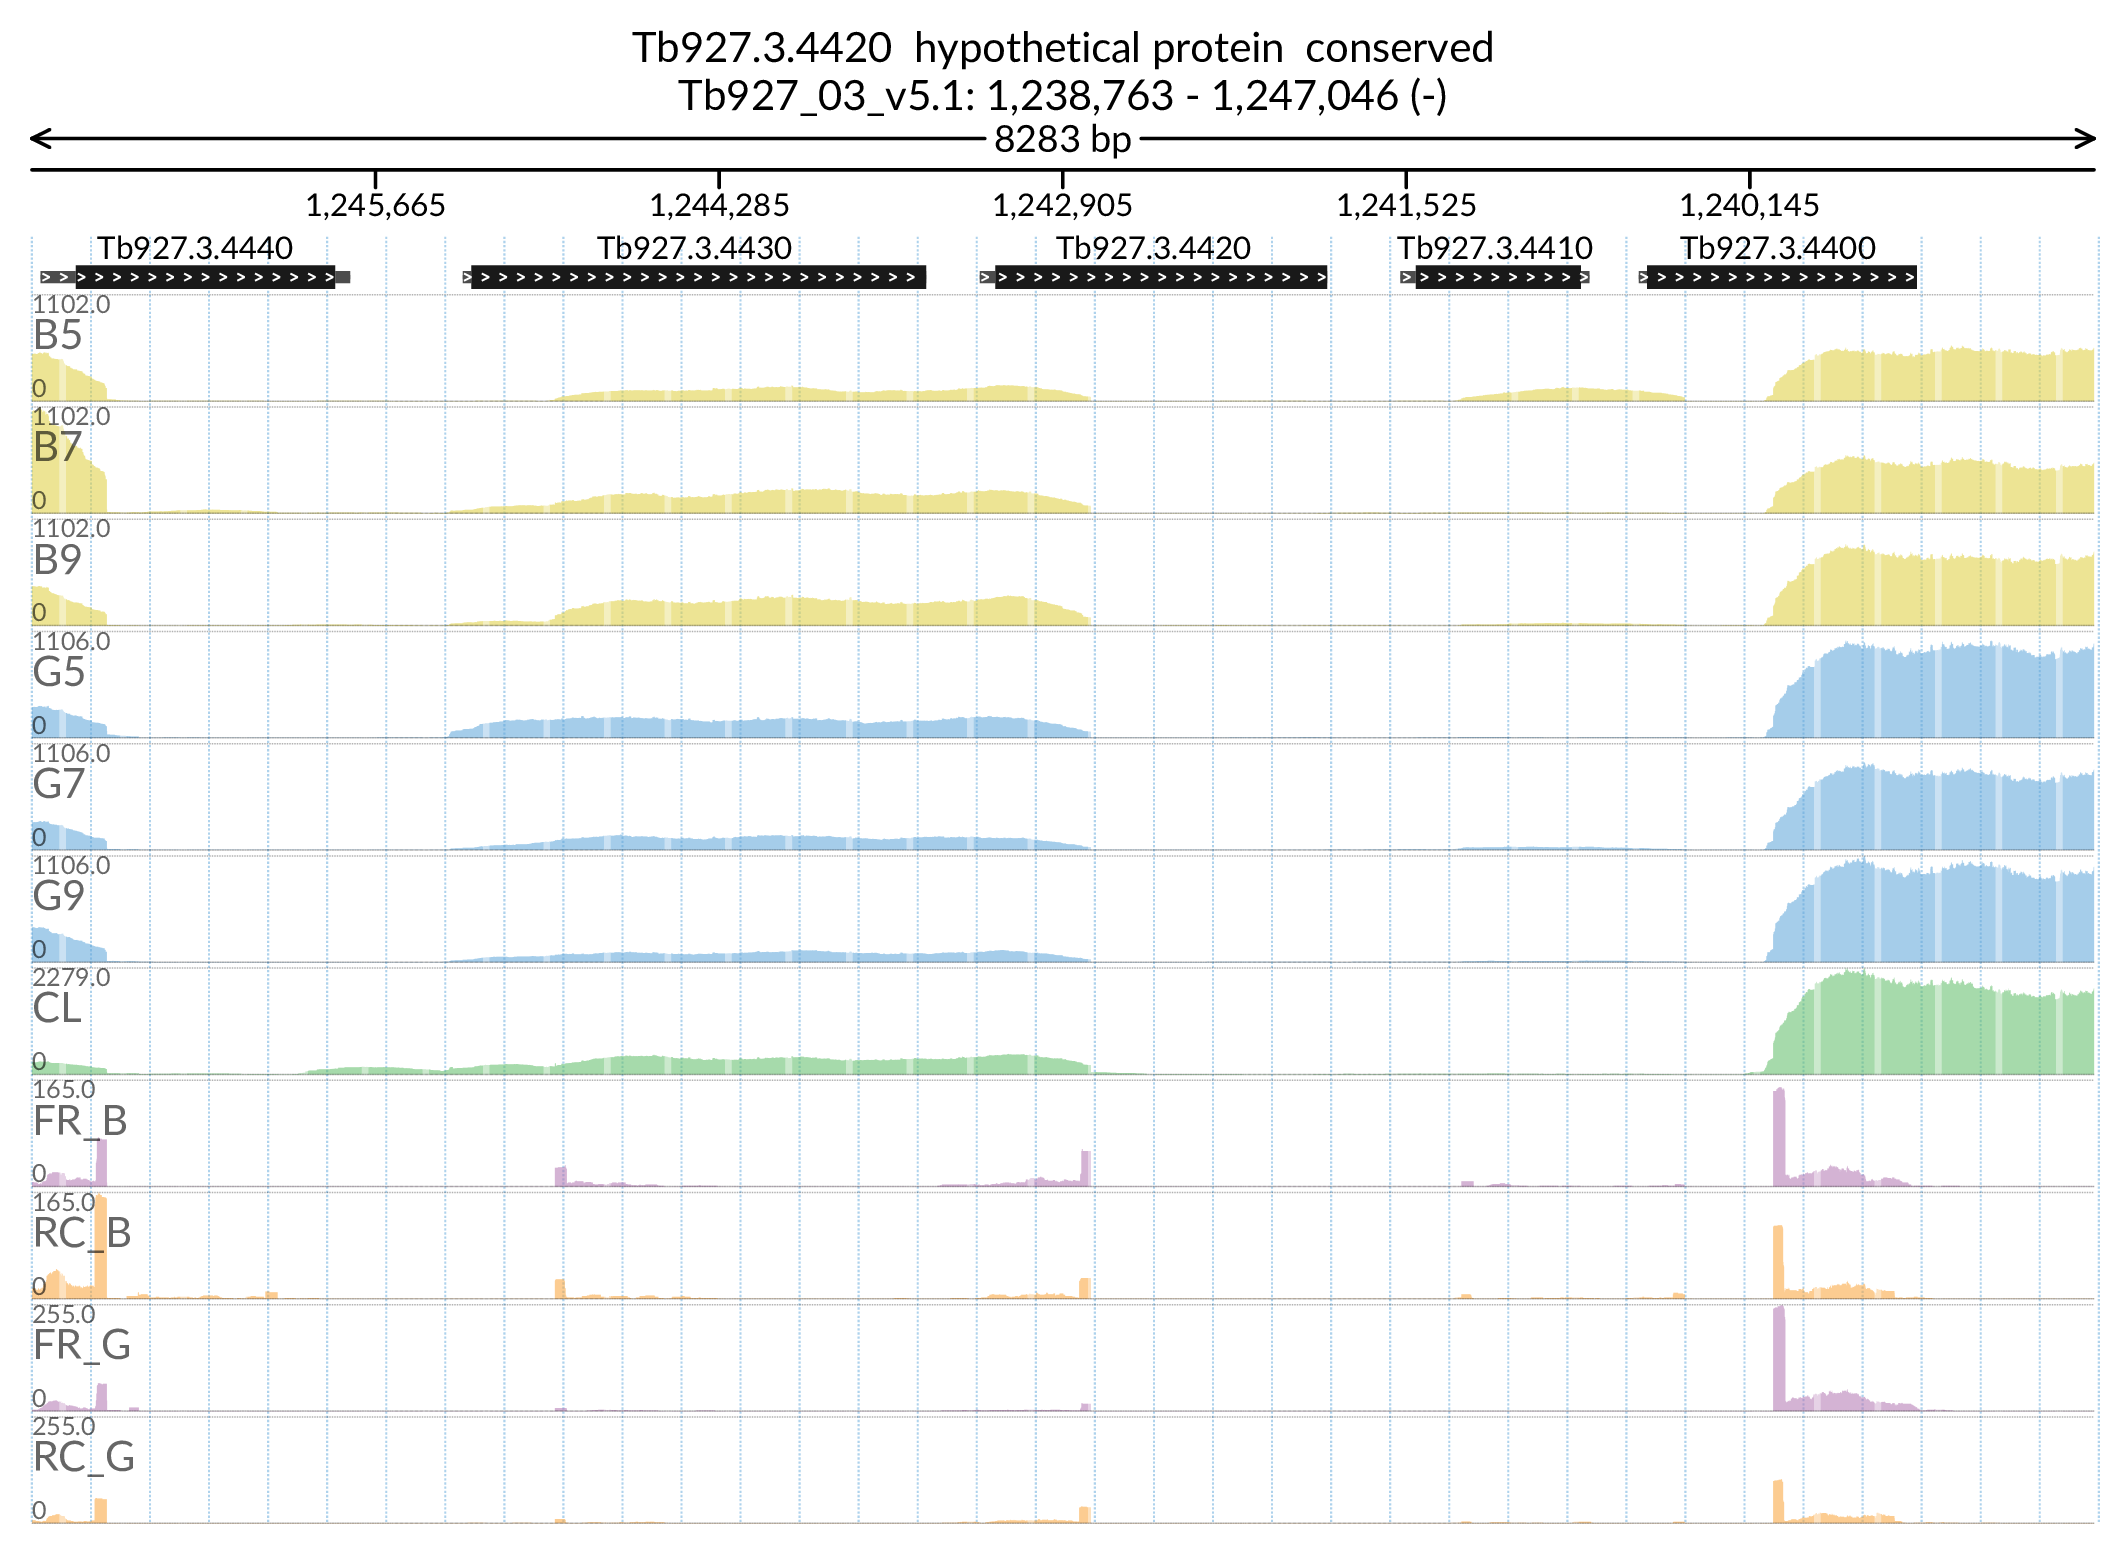 Tb927.3.4420  hypothetical protein  conserved
Tb927_03_v5.1: 1,238,763 - 1,247,046 (-)
8283 bp
1,245,665 1,244,285 1,242,905 1,241,525 1,240,145
Tb927.3.4440 Tb927.3.4430 Tb927.3.4420 Tb927.3.4410 Tb927.3.4400
1102.0
B5
0
1102.0
B7
0
1102.0
B9
0
1106.0
G5
0
1106.0
G7
0
1106.0
G9
0
2279.0
CL
0
165.0
FR_B
0
165.0
RC_B
0
255.0
FR_G
0
255.0
RC_G
0